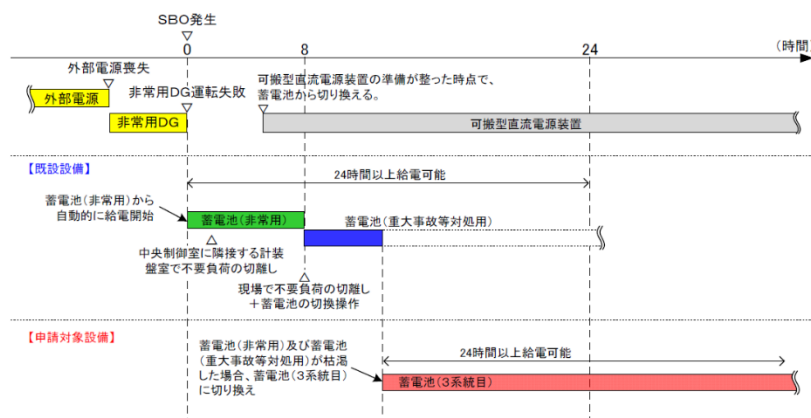 SBO発生
0
8
24
(時間)
外部電源喪失
非常用DG運転失敗
可搬型直流電源装置の準備が整った時点で、
蓄電池から切り換える。
外部電源
非常用DG
可搬型直流電源装置
【既設設備】
24時間以上給電可能
蓄電池(非常用)から
自動的に給電開始
蓄電池(非常用)
蓄電池(重大事故等対処用)
中央制御室に隣接する計装
盤室で不要負荷の切離し
現場で不要負荷の切離し
+蓄電池の切換操作
【申請対象設備】
蓄電池(非常用)及び蓄電池
(重大事故等対処用)が枯渇
した場合、蓄電池(3系統目)
に切り換え
24時間以上給電可能
蓄電池(3系統目)